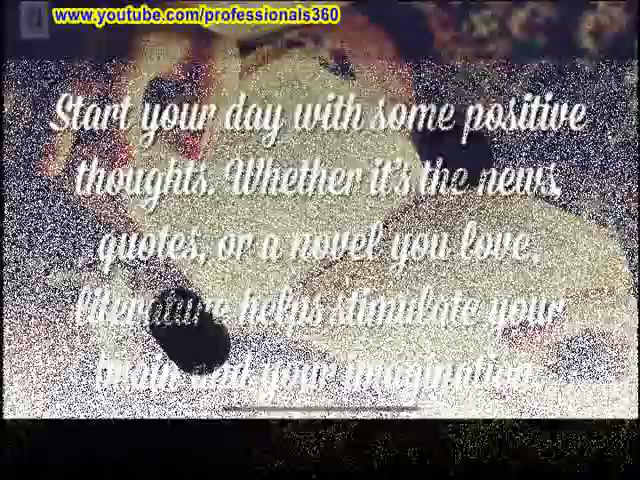 www.youtube.com/professionals360
Start your day with some positive
thoughts. Whether it's the news,
quotes, or a novel you love,
literature helps stimulate your
brain and your imagination.